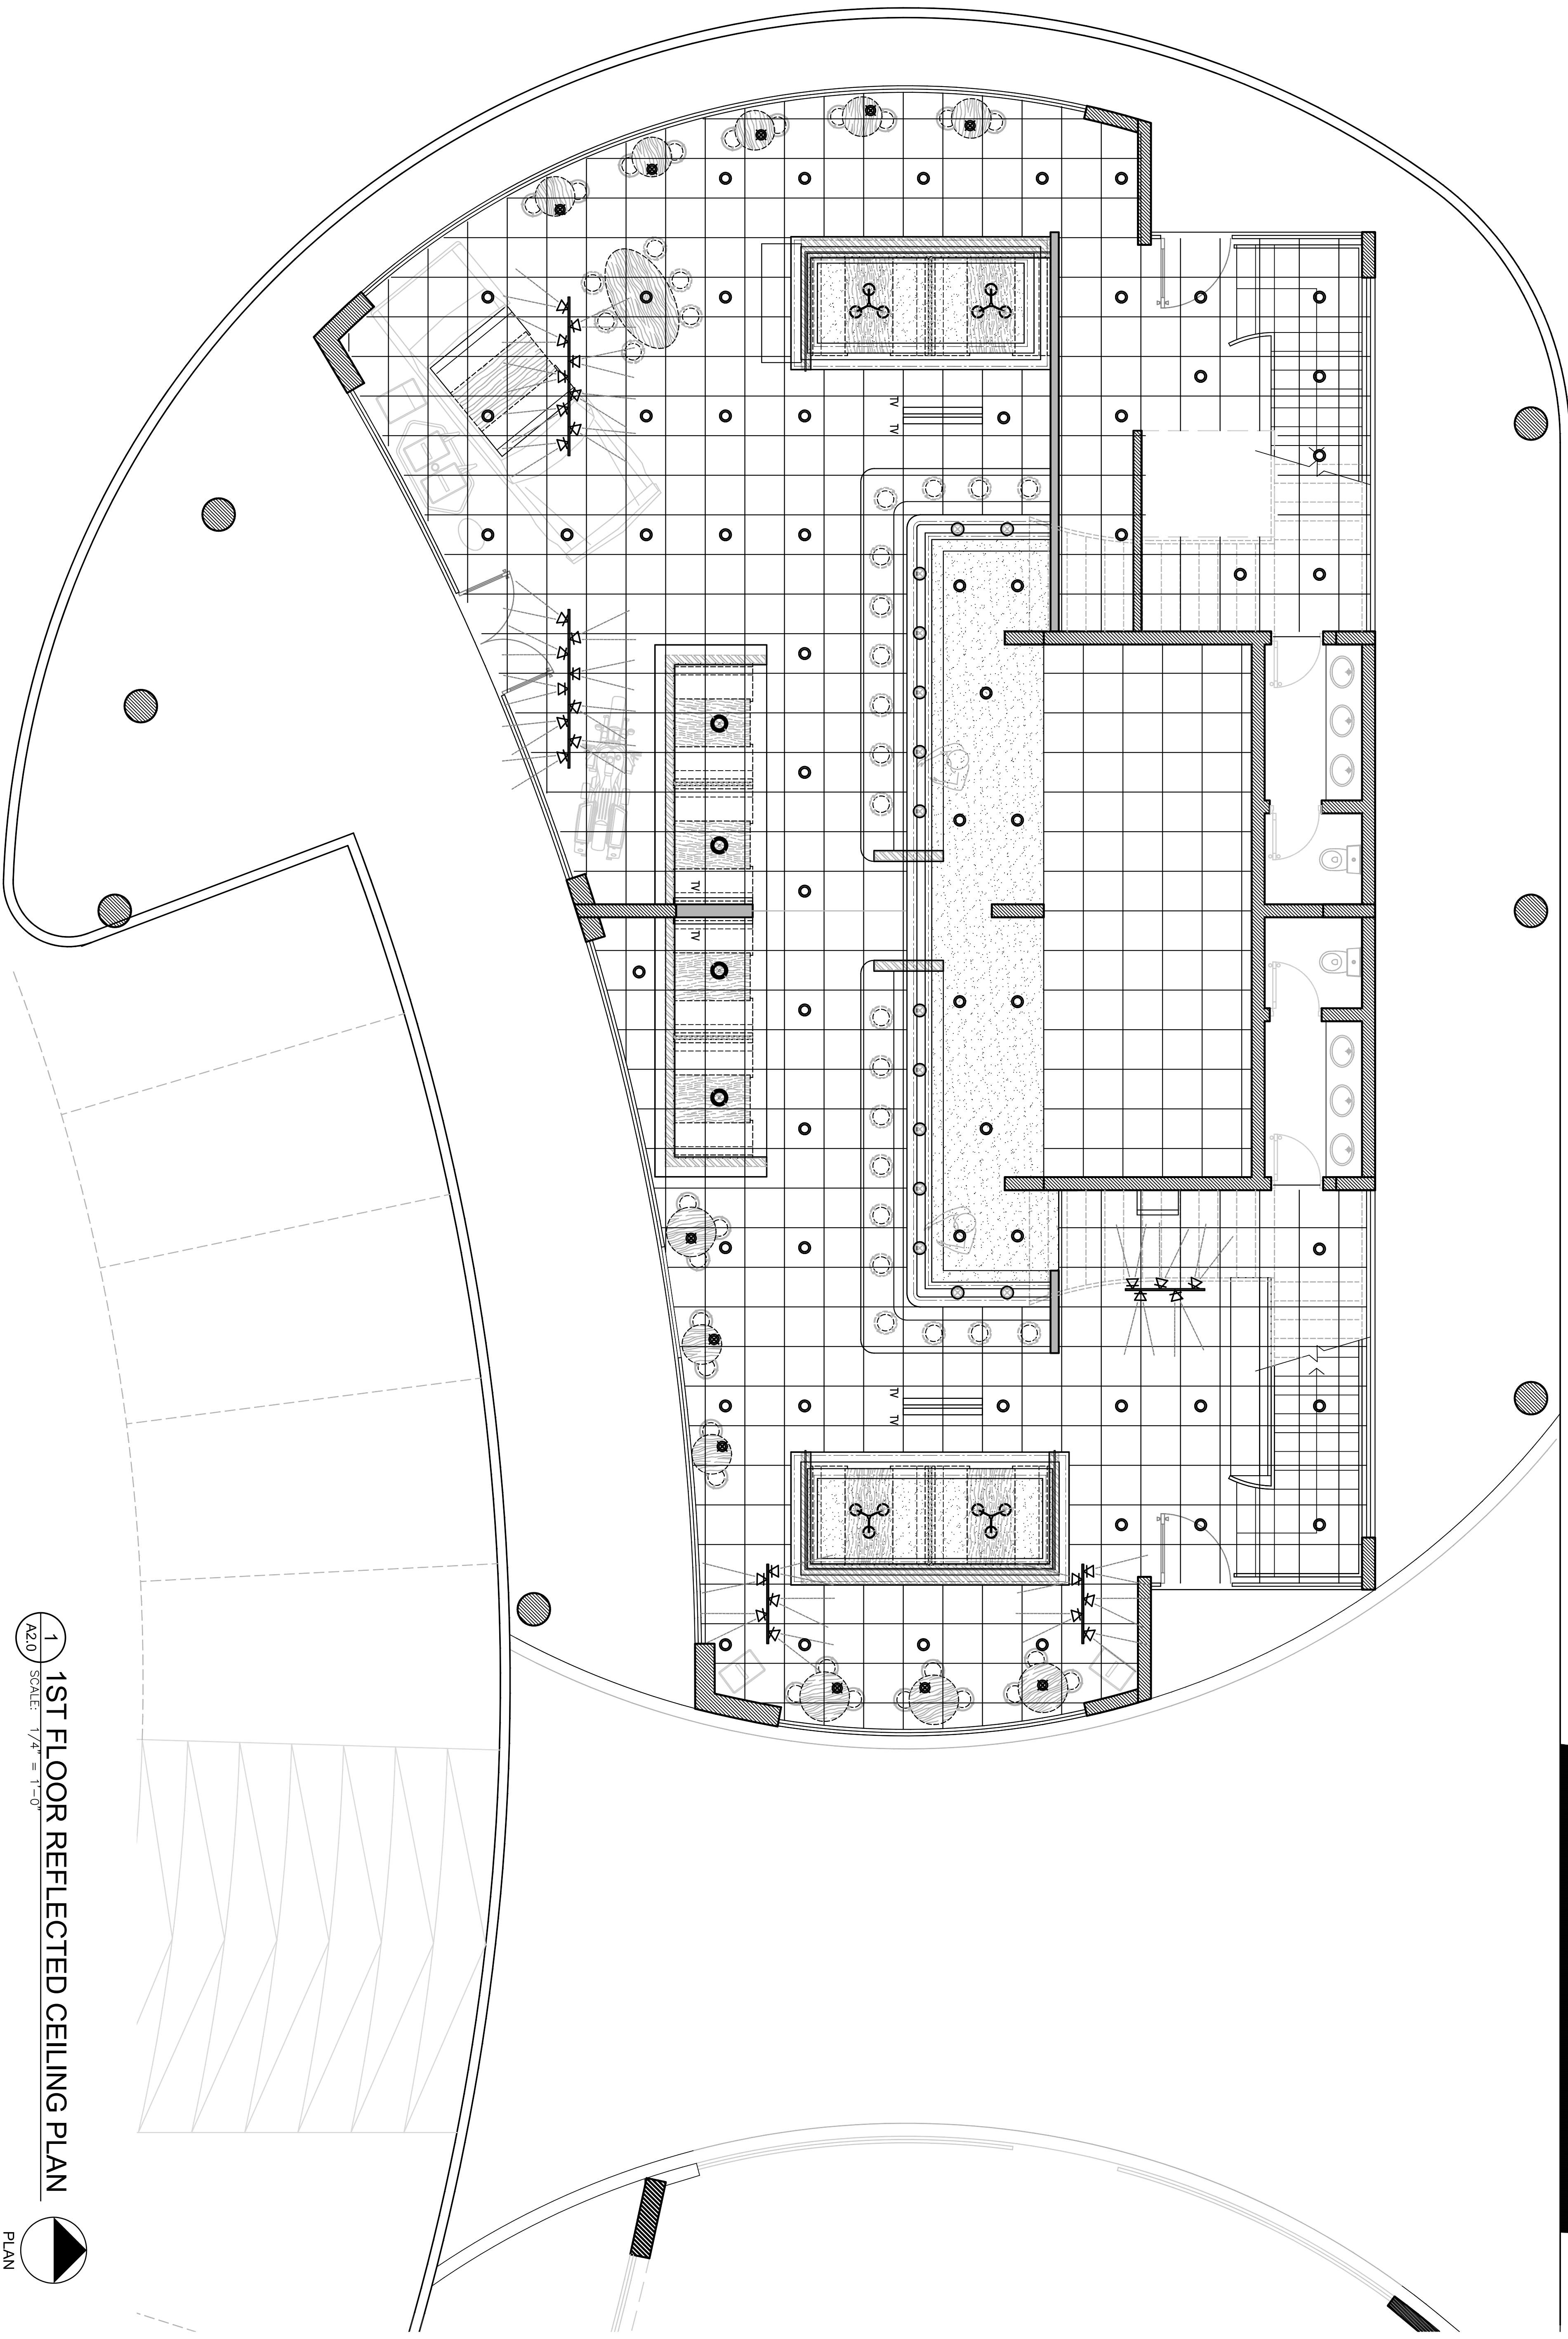 TV
TV
TV
TV
TV
TV
1
A2.0
1ST FLOOR REFLECTED CEILING PLAN
SCALE: 1/4" = 1'-0"
PLAN